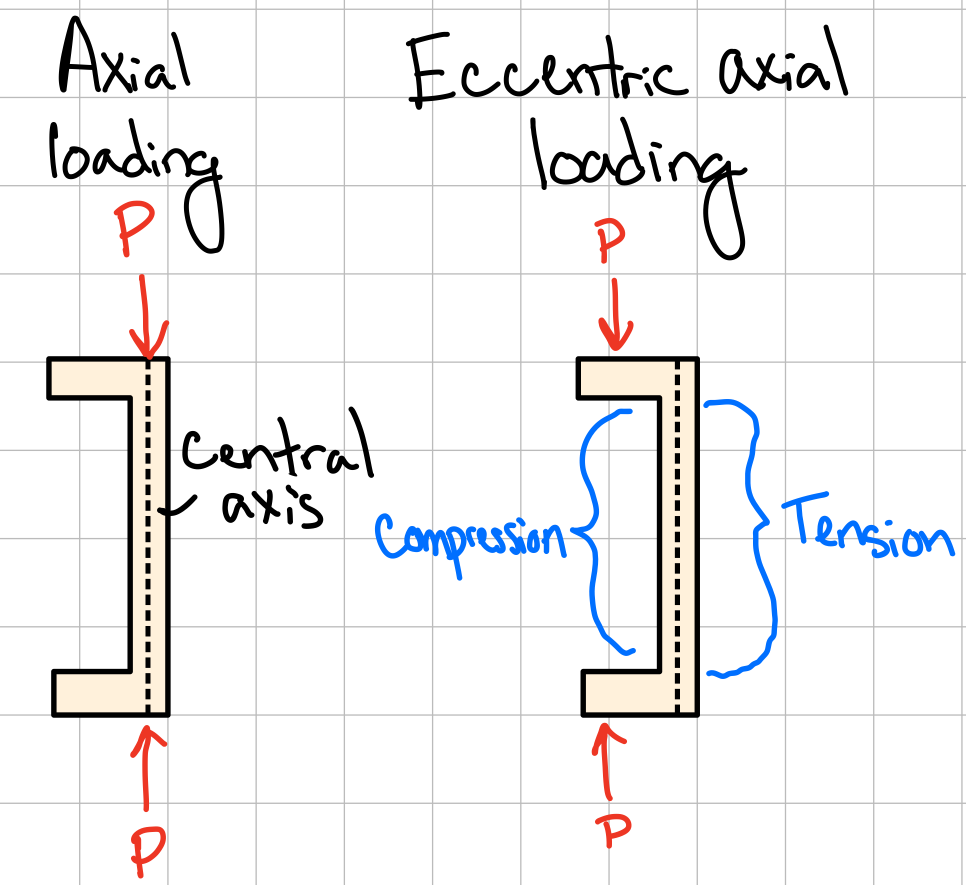 Axial
loading
P
Central
axis
P
Eccentric axial
loading
P
Compression
Tension
P